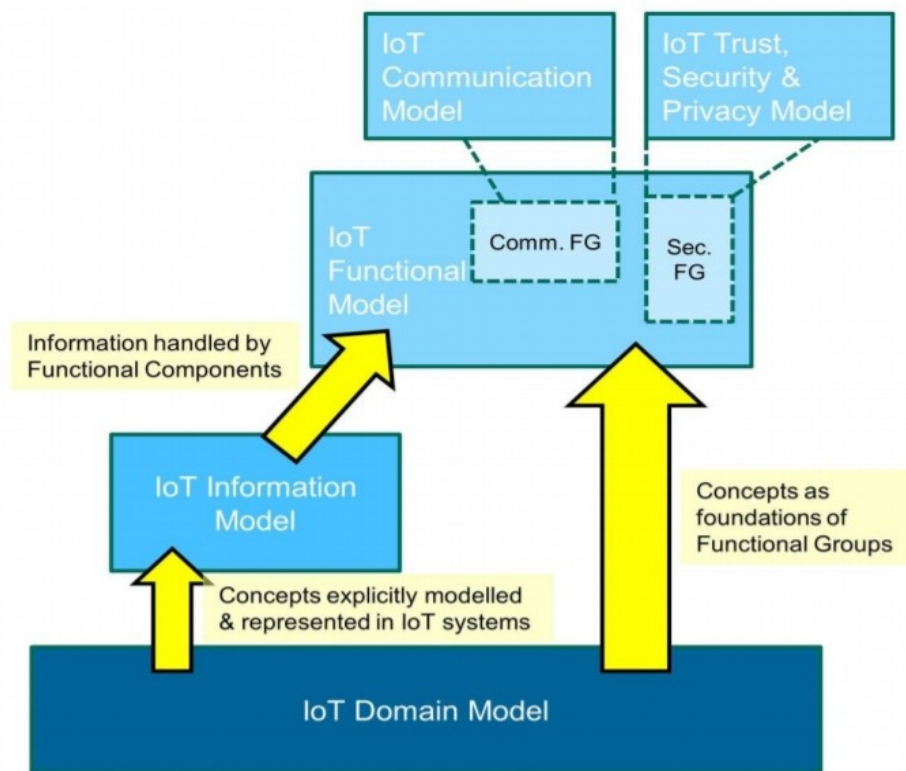 IoT
Communication
Model
IoT Trust,
Security &
Privacy Model
IoT
Functional
Model
Comm. FG
Sec.
FG
Information handled by
Functional Components
IoT Information
Model
Concepts as
foundations of
Functional Groups
Concepts explicitly modelled
& represented in IoT systems
IoT Domain Model